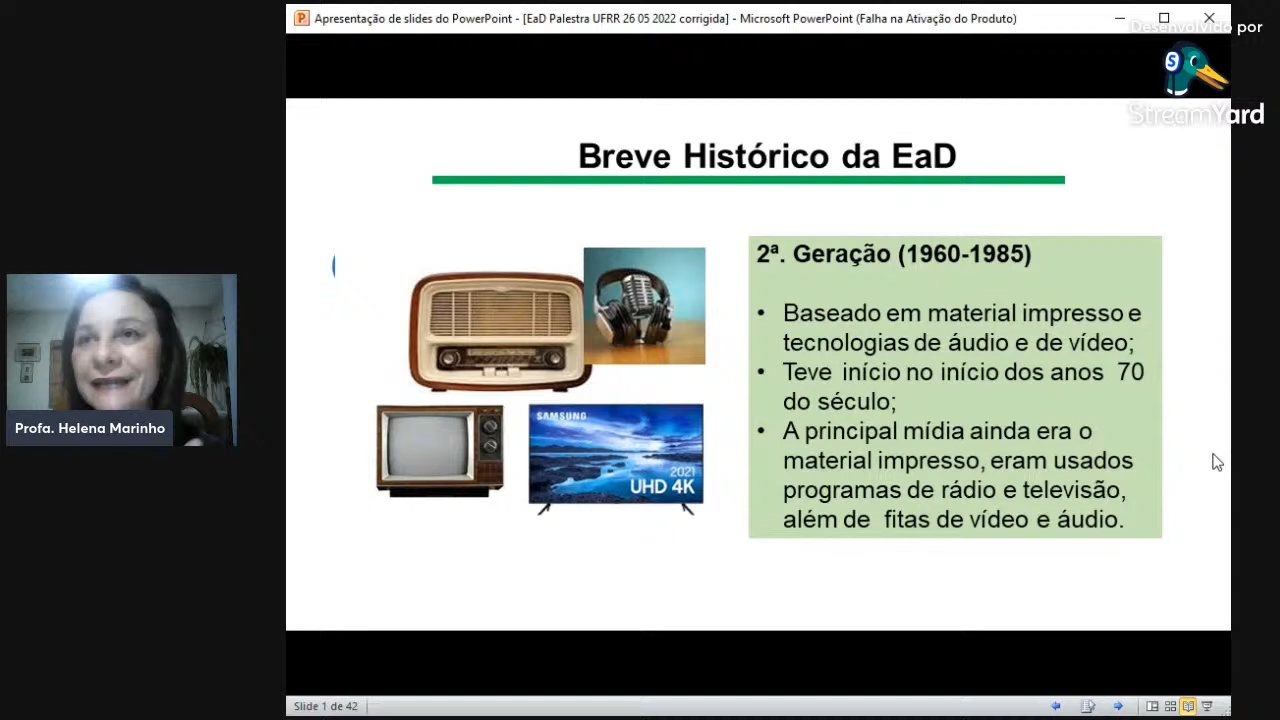 Apresentação de slides do PowerPoint - [EaD Palestra UFRR 26 05 2022 corrigida] - Microsoft PowerPoint (Falha na Ativação do Produto)
Desenvolvido por
S
StreamYard
Breve Histórico da EaD
2ª. Geração (1960-1985)
• Baseado em material impresso e
tecnologias de áudio e de vídeo;
• Teve início no início dos anos 70
do século;
• A principal mídia ainda era o
material impresso, eram usados
programas de rádio e televisão,
além de fitas de vídeo e áudio.
SAMSUNG
2021
UHD 4K
Profa. Helena Marinho
Slide 1 de 42